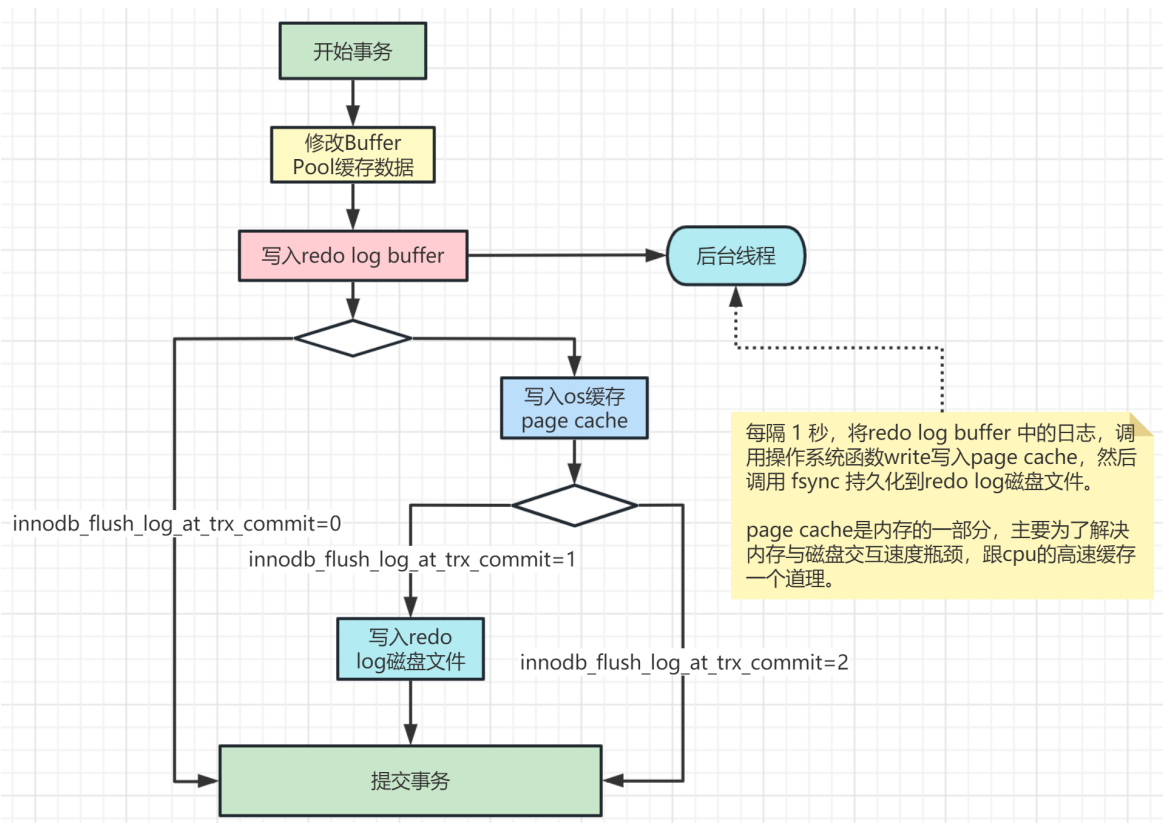 开始事务
修改Buffer
Pool缓存数据
写入redo log buffer
后台线程
写入os缓存
page cache
每隔 1 秒，将redo log buffer 中的日志，调
用操作系统函数write写入page cache，然后
调用 fsync 持久化到redo log磁盘文件。
page cache是内存的一部分，主要为了解决
内存与磁盘交互速度瓶颈，跟cpu的高速缓存
一个道理。
innodb_flush_log_at_trx_commit=0
innodb_flush_log_at_trx_commit=1
写入redo
log磁盘文件
innodb_flush_log_at_trx_commit=2
提交事务